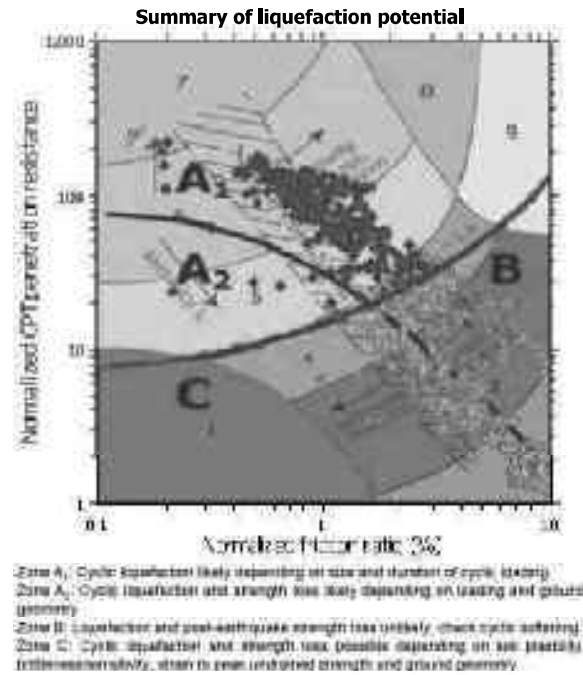 Summary of liquefaction potential
1,000
Normalized CPT penetration resistance
9
A1
100
A2
B
10
C
1
0.1
1
10
Normalized friction ratio (%)
Zone A1: Cyclic liquefaction likely depending on size and duration of cyclic loading
Zone A2: Cyclic liquefaction and strength loss likely depending on loading and ground
geometry
Zone B: Liquefaction and post-earthquake strength loss unlikely, check cyclic softening
Zone C: Cyclic liquefaction and strength loss possible depending on soil plasticity,
brittleness/sensitivity, strain to peak undrained strength and ground geometry